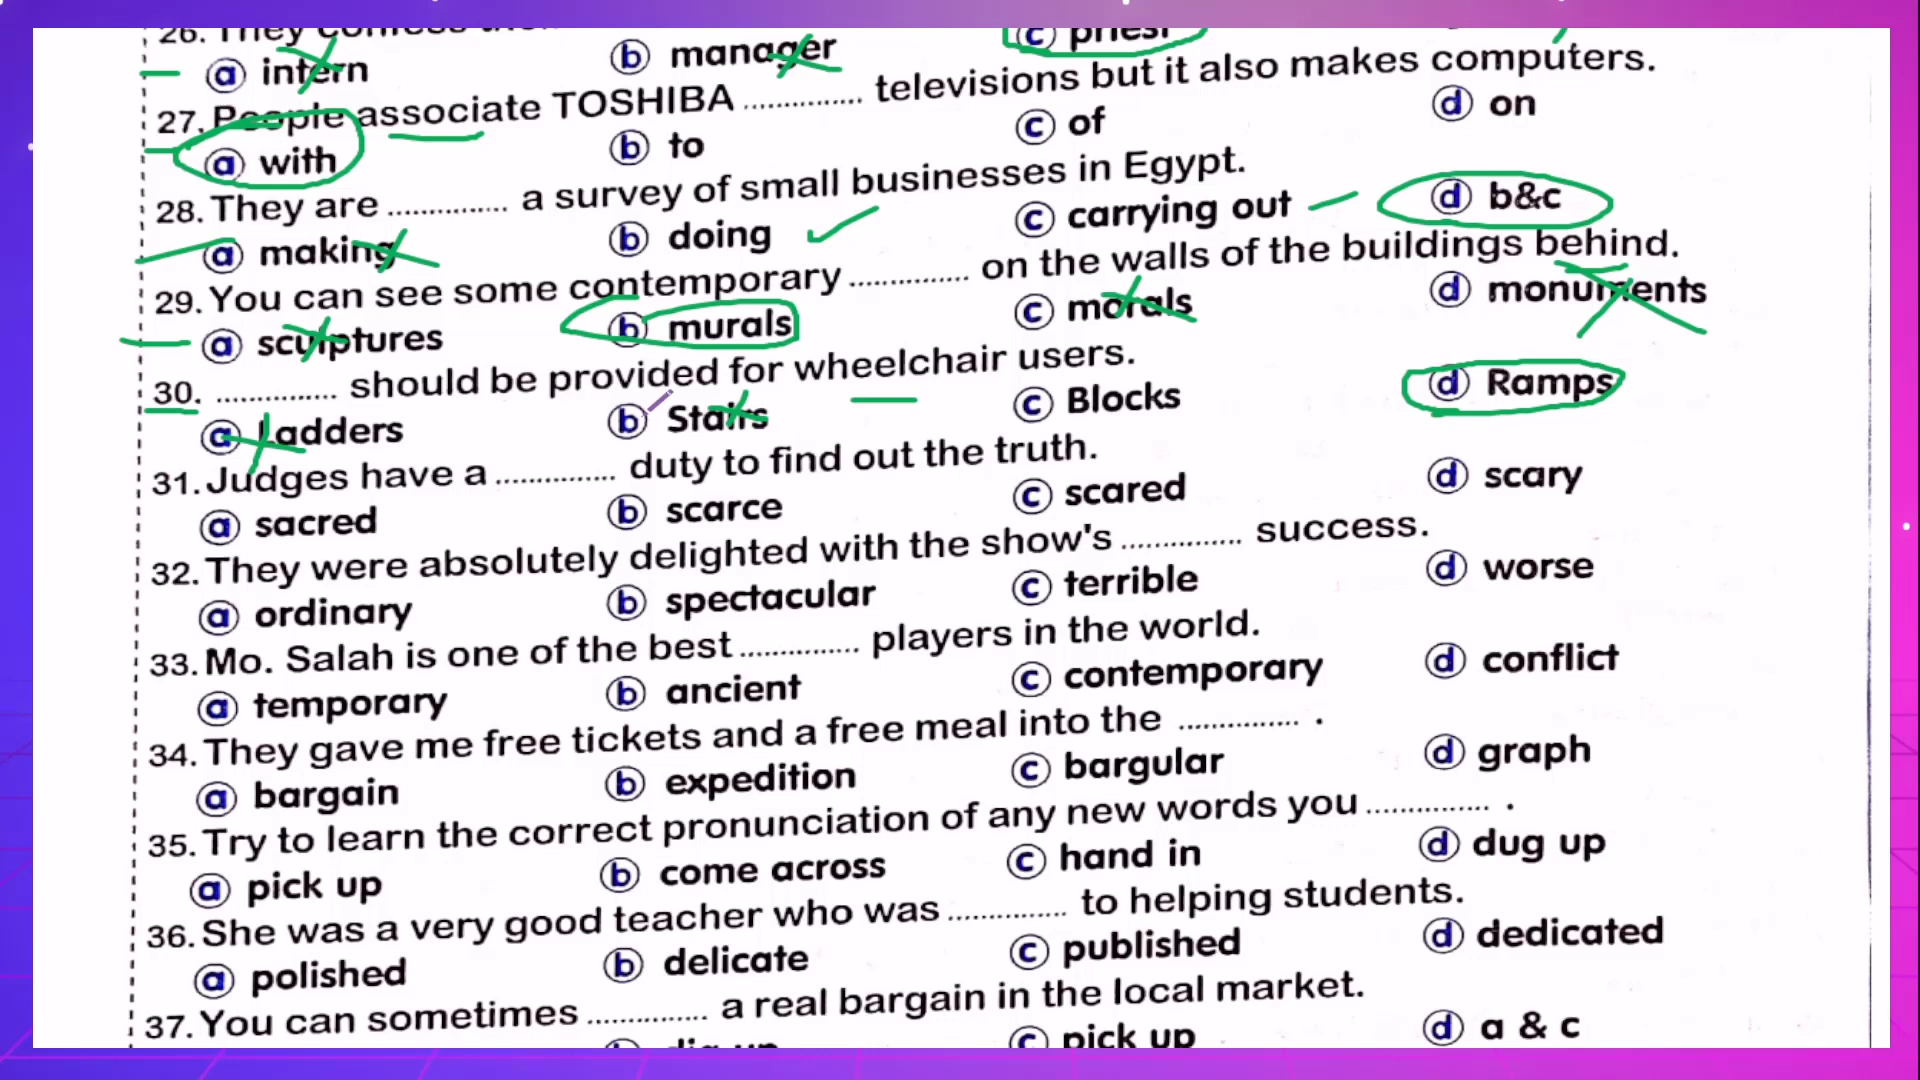 26. They
ⓐ intern ⓑ manager ⓒ priest
27. People associate TOSHIBA ............... televisions but it also makes computers.
ⓐ with ⓑ to ⓒ of ⓓ on
28. They are ............... a survey of small businesses in Egypt.
ⓐ making ⓑ doing ⓒ carrying out ⓓ b&c
29. You can see some contemporary ............... on the walls of the buildings behind.
ⓐ sculptures ⓑ murals ⓒ morals ⓓ monuments
30. ............... should be provided for wheelchair users.
ⓐ Ladders ⓑ Stairs ⓒ Blocks ⓓ Ramps
31. Judges have a ............... duty to find out the truth.
ⓐ sacred ⓑ scarce ⓒ scared ⓓ scary
32. They were absolutely delighted with the show's ............... success.
ⓐ ordinary ⓑ spectacular ⓒ terrible ⓓ worse
33. Mo. Salah is one of the best ............... players in the world.
ⓐ temporary ⓑ ancient ⓒ contemporary ⓓ conflict
34. They gave me free tickets and a free meal into the ............... .
ⓐ bargain ⓑ expedition ⓒ bargular ⓓ graph
35. Try to learn the correct pronunciation of any new words you ............... .
ⓐ pick up ⓑ come across ⓒ hand in ⓓ dug up
36. She was a very good teacher who was ............... to helping students.
ⓐ polished ⓑ delicate ⓒ published ⓓ dedicated
37. You can sometimes ............... a real bargain in the local market.
ⓑ dig up ⓒ pick up ⓓ a & c